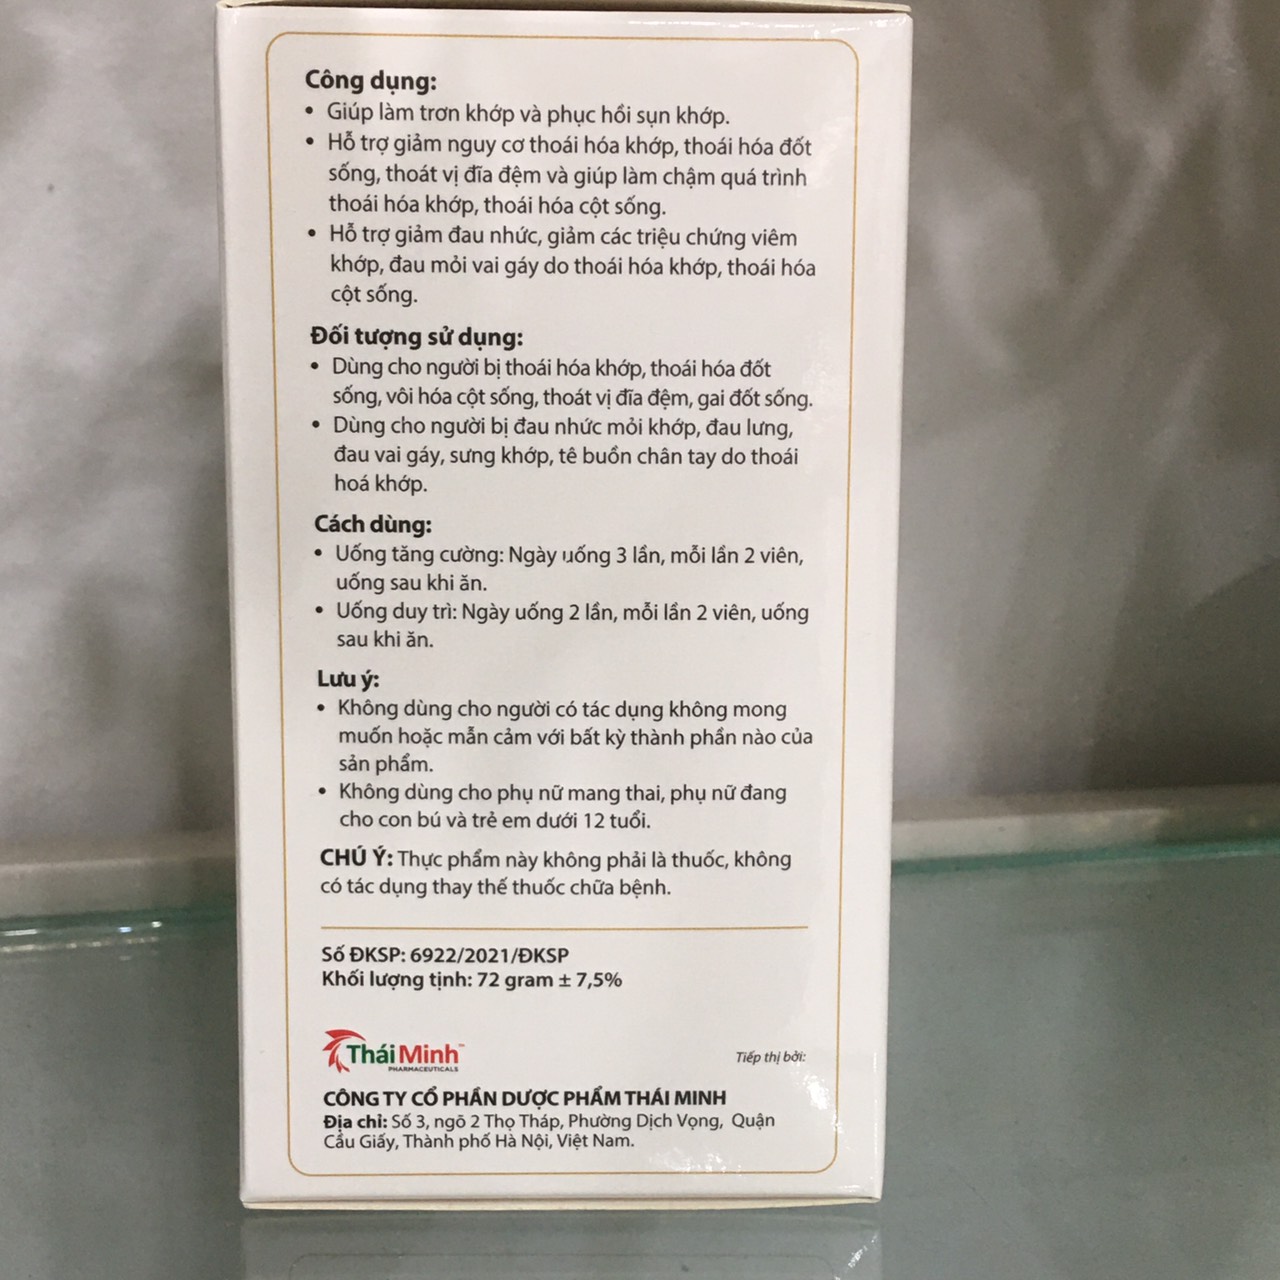 Công dụng:
• Giúp làm trơn khớp và phục hồi sụn khớp.
• Hỗ trợ giảm nguy cơ thoái hóa khớp, thoái hóa đốt
sống, thoát vị đĩa đệm và giúp làm chậm quá trình
thoái hóa khớp, thoái hóa cột sống.
• Hỗ trợ giảm đau nhức, giảm các triệu chứng viêm
khớp, đau mỏi vai gáy do thoái hóa khớp, thoái hóa
cột sống.
Đối tượng sử dụng:
• Dùng cho người bị thoái hóa khớp, thoái hóa đốt
sống, vôi hóa cột sống, thoát vị đĩa đệm, gai đốt sống.
• Dùng cho người bị đau nhức mỏi khớp, đau lưng,
đau vai gáy, sưng khớp, tê buồn chân tay do thoái
hoá khớp.
Cách dùng:
• Uống tăng cường: Ngày uống 3 lần, mỗi lần 2 viên,
uống sau khi ăn.
• Uống duy trì: Ngày uống 2 lần, mỗi lần 2 viên, uống
sau khi ăn.
Lưu ý:
• Không dùng cho người có tác dụng không mong
muốn hoặc mẫn cảm với bất kỳ thành phần nào của
sản phẩm.
• Không dùng cho phụ nữ mang thai, phụ nữ đang
cho con bú và trẻ em dưới 12 tuổi.
CHÚ Ý: Thực phẩm này không phải là thuốc, không
có tác dụng thay thế thuốc chữa bệnh.
Số ĐKSP: 6922/2021/ĐKSP
Khối lượng tịnh: 72 gram ± 7,5%
Thái Minh™
PHARMACEUTICALS
Tiếp thị bởi:
CÔNG TY CỔ PHẦN DƯỢC PHẨM THÁI MINH
Địa chỉ: Số 3, ngõ 2 Thọ Tháp, Phường Dịch Vọng, Quận
Cầu Giấy, Thành phố Hà Nội, Việt Nam.